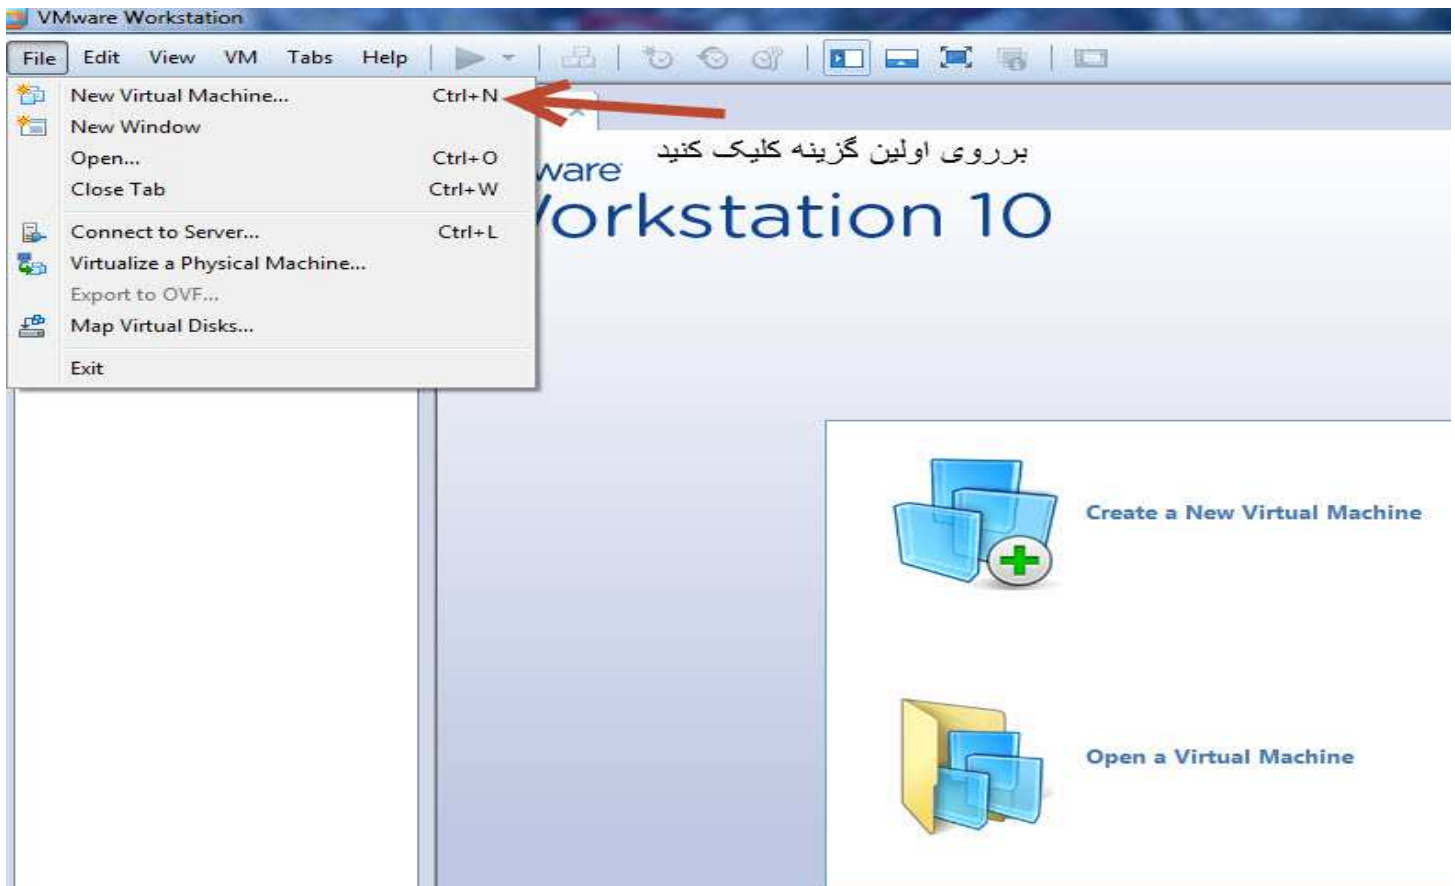 VMware Workstation
File Edit View VM Tabs Help
New Virtual Machine... Ctrl+N
New Window
Open... Ctrl+O
Close Tab Ctrl+W
Connect to Server... Ctrl+L
Virtualize a Physical Machine...
Export to OVF...
Map Virtual Disks...
Exit
برروی اولین گزینه کلیک کنید
ware
orkstation 10
Create a New Virtual Machine
Open a Virtual Machine